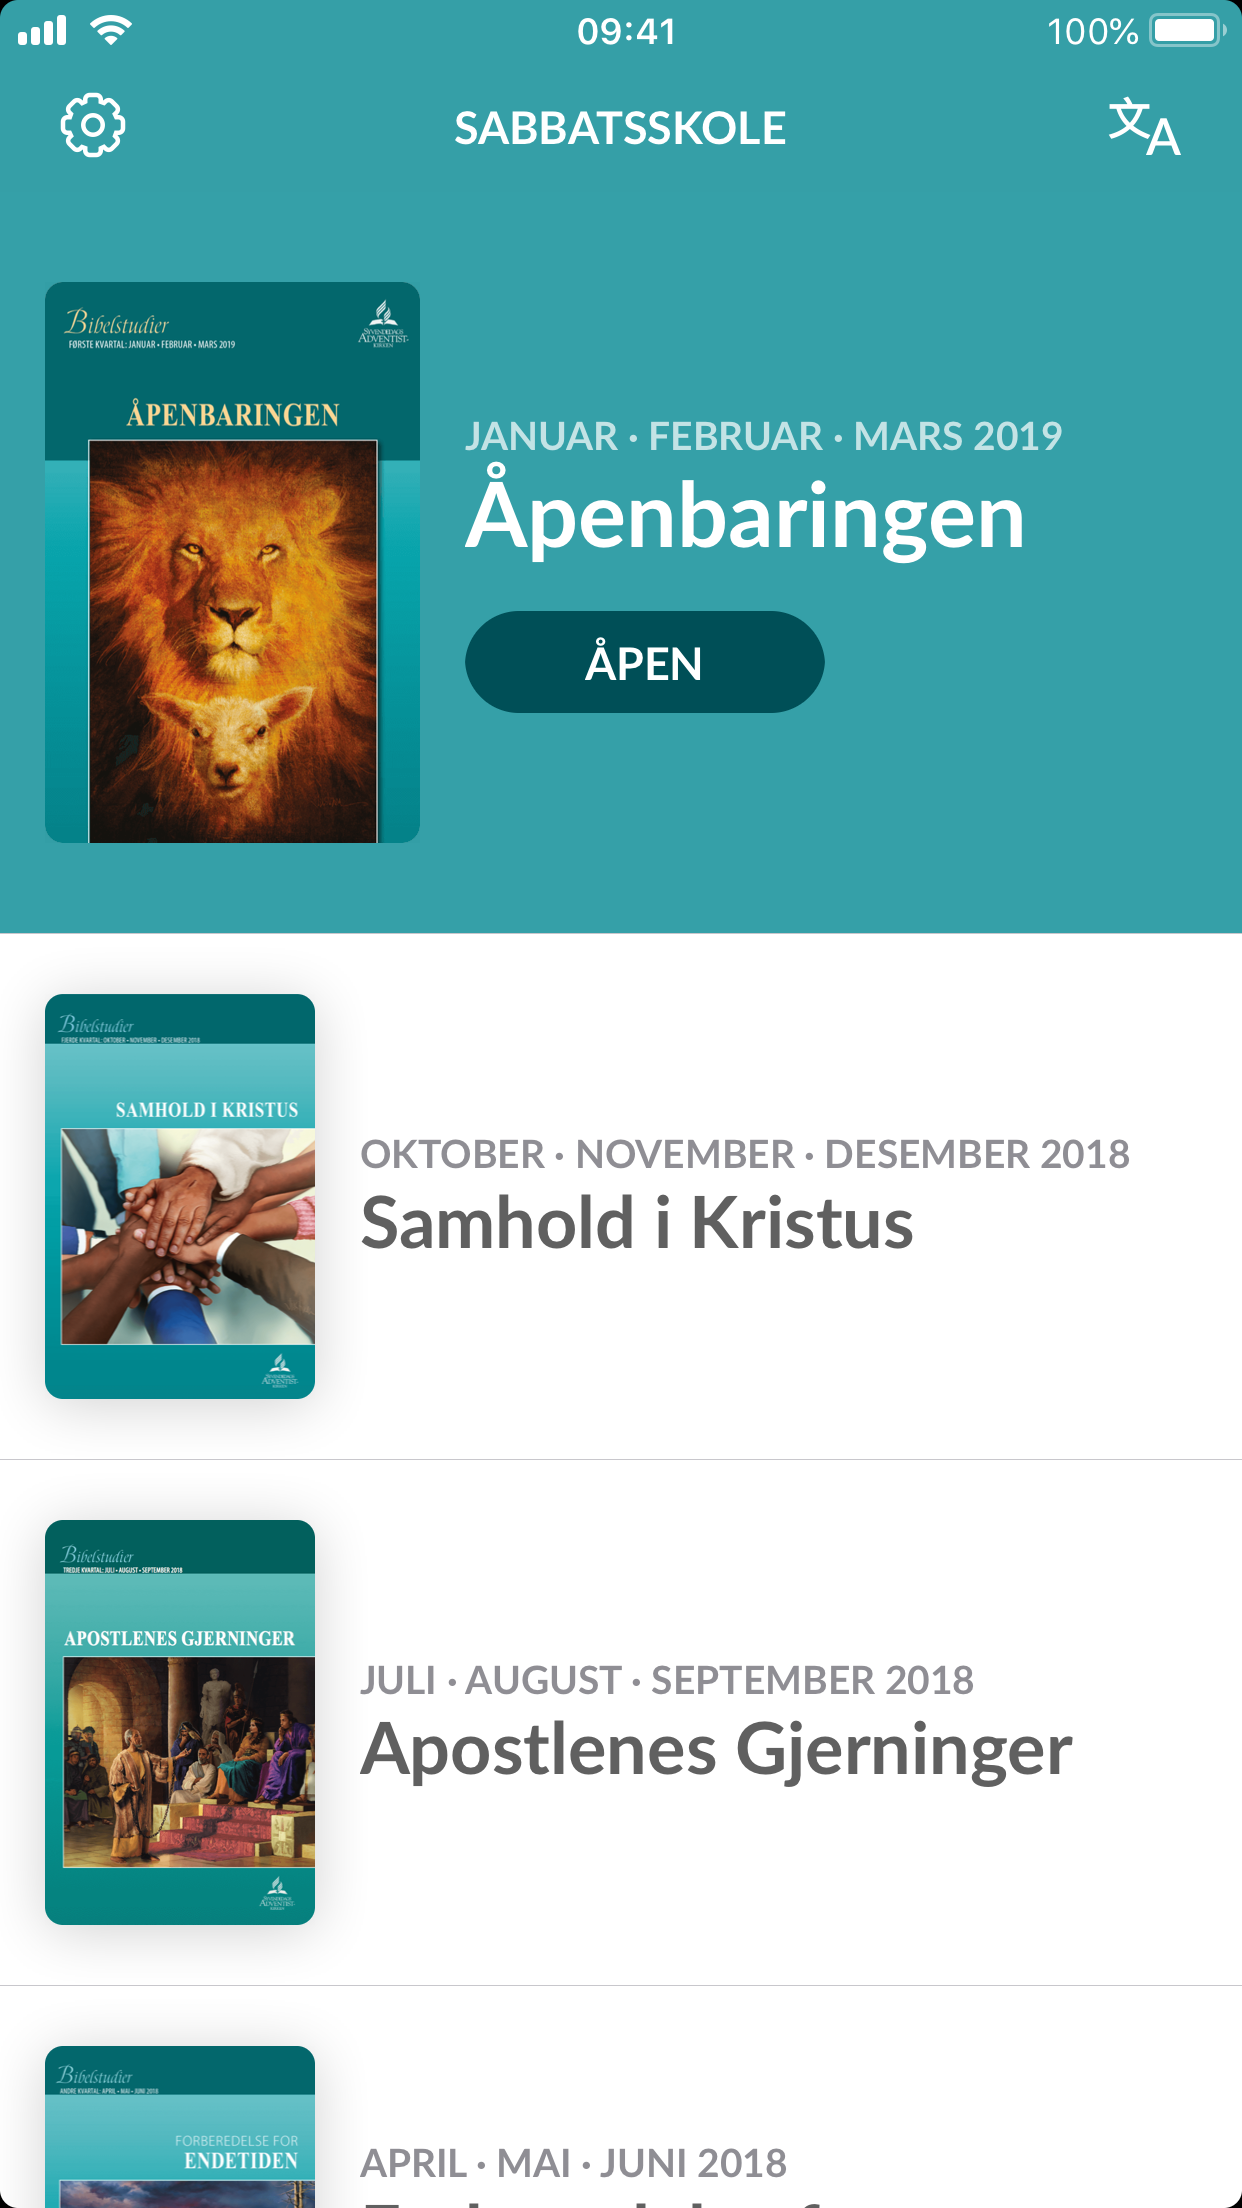 09:41
100%
SABBATSSKOLE
文A
Bibelstudier
FØRSTE KVARTAL: JANUAR • FEBRUAR • MARS 2019
SYVENDEDAGS
ADVENTIST-
KIRKEN
ÅPENBARINGEN
JANUAR · FEBRUAR · MARS 2019
Åpenbaringen
ÅPEN
Bibelstudier
FJERDE KVARTAL: OKTOBER • NOVEMBER • DESEMBER 2018
SAMHOLD I KRISTUS
SYVENDEDAGS
ADVENTIST-
KIRKEN
OKTOBER · NOVEMBER · DESEMBER 2018
Samhold i Kristus
Bibelstudier
TREDJE KVARTAL: JULI • AUGUST • SEPTEMBER 2018
APOSTLENES GJERNINGER
SYVENDEDAGS
ADVENTIST-
KIRKEN
JULI · AUGUST · SEPTEMBER 2018
Apostlenes Gjerninger
Bibelstudier
ANDRE KVARTAL: APRIL • MAI • JUNI 2018
FORBEREDELSE FOR
ENDETIDEN
APRIL · MAI · JUNI 2018